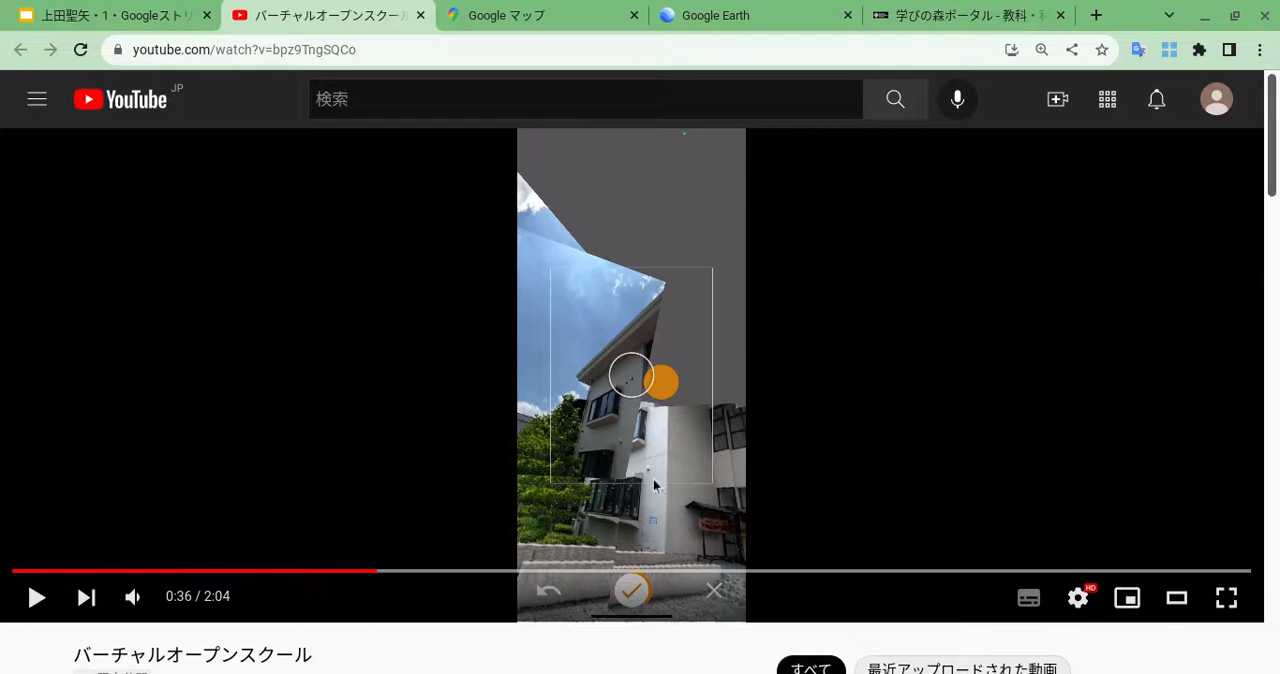 上田聖矢・1・Googleストリ
バーチャルオープンスクール
Google マップ
Google Earth
学びの森ポータル - 教科・
youtube.com/watch?v=bpz9TngSQCo
YouTube JP
検索
0:36 / 2:04
HD
バーチャルオープンスクール
すべて
最近アップロードされた動画